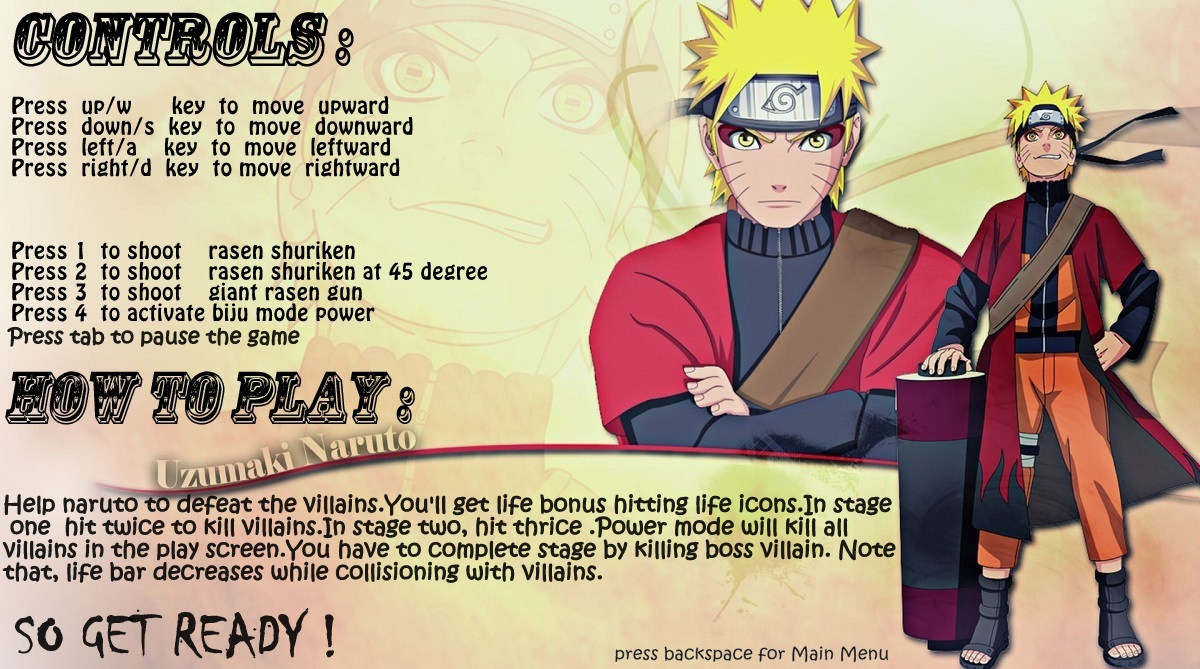 CONTROLS :
Press up/w key to move upward
Press down/s key to move downward
Press left/a key to move leftward
Press right/d key to move rightward
Press 1 to shoot rasen shuriken
Press 2 to shoot rasen shuriken at 45 degree
Press 3 to shoot giant rasen gun
Press 4 to activate biju mode power
Press tab to pause the game
HOW TO PLAY :
Uzumaki Naruto
Help naruto to defeat the villains.You'll get life bonus hitting life icons.In stage
one hit twice to kill villains.In stage two, hit thrice .Power mode will kill all
villains in the play screen.You have to complete stage by killing boss villain. Note
that, life bar decreases while collisioning with villains.
SO GET READY !
press backspace for Main Menu